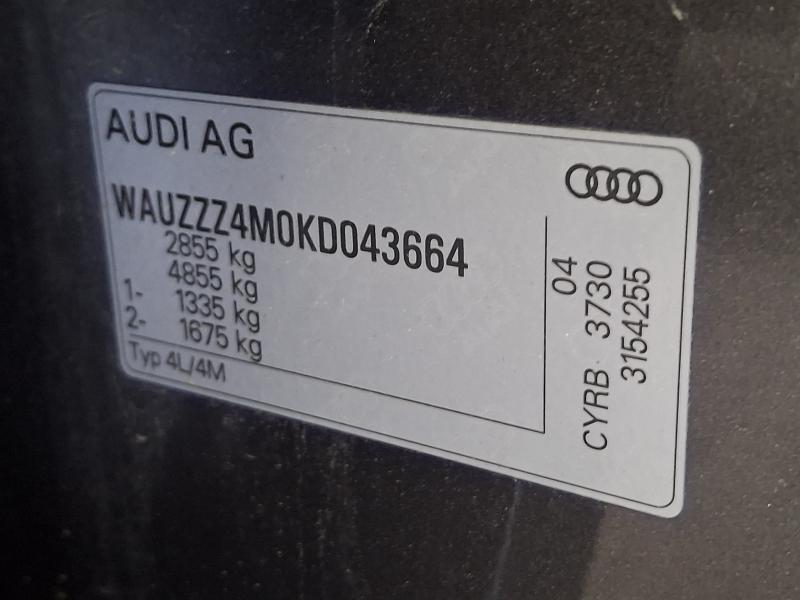 AUDI AG
WAUZZZ4M0KD043664
2855 kg
4855 kg
1- 1335 kg
2- 1675 kg
Typ 4L/4M
04
CYRB 3730
3154255